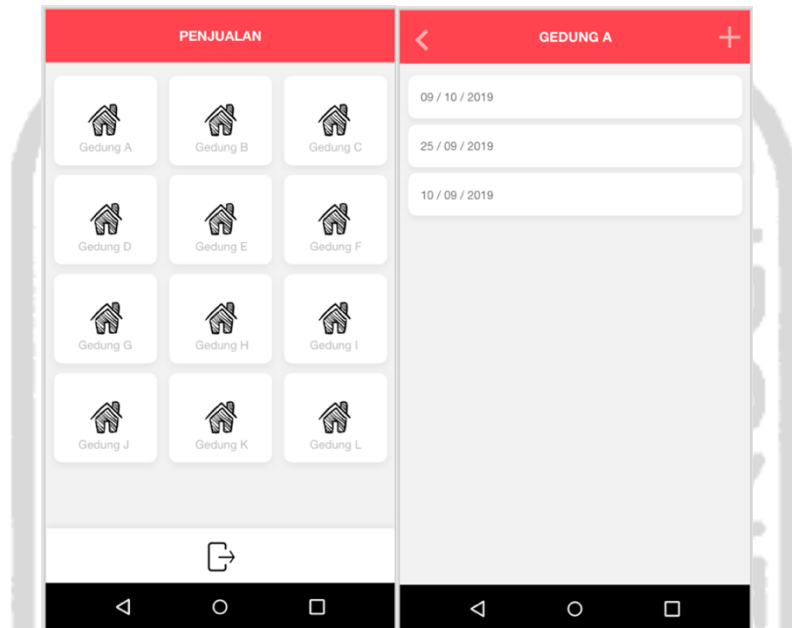 PENJUALAN
Gedung A
Gedung B
Gedung C
Gedung D
Gedung E
Gedung F
Gedung G
Gedung H
Gedung I
Gedung J
Gedung K
Gedung L
GEDUNG A
09 / 10 / 2019
25 / 09 / 2019
10 / 09 / 2019